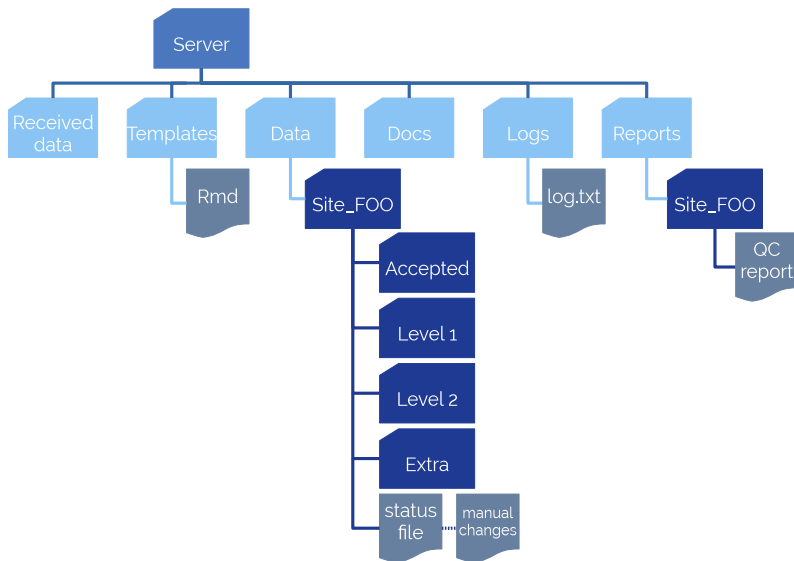 Server
Received
data
Templates
Data
Docs
Logs
Reports
Rmd
Site_FOO
log.txt
Site_FOO
Accepted
QC
report
Level 1
Level 2
Extra
status
file
manual
changes